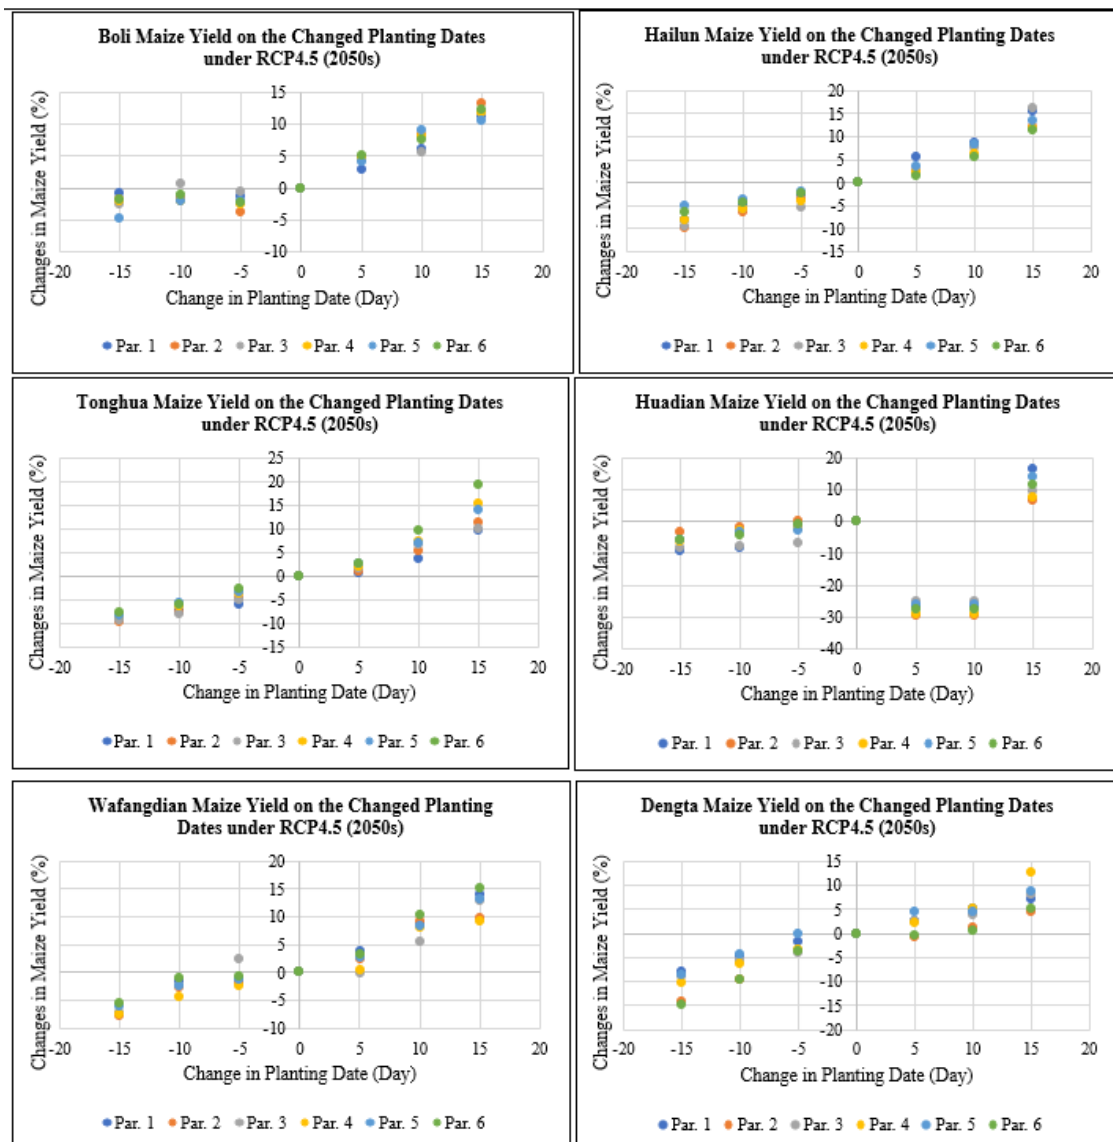 Boli Maize Yield on the Changed Planting Dates
under RCP4.5 (2050s)
Changes in Maize Yield (%)
15
10
5
0
-5
-10
-20 -15 -10 -5 0 5 10 15 20
Change in Planting Date (Day)
Par. 1 Par. 2 Par. 3 Par. 4 Par. 5 Par. 6
Hailun Maize Yield on the Changed Planting Dates
under RCP4.5 (2050s)
Changes in Maize Yield (%)
20
15
10
5
0
-5
-10
-15
-20 -15 -10 -5 0 5 10 15 20
Change in Planting Date (Day)
Par. 1 Par. 2 Par. 3 Par. 4 Par. 5 Par. 6
Tonghua Maize Yield on the Changed Planting Dates
under RCP4.5 (2050s)
Changes in Maize Yield (%)
25
20
15
10
5
0
-5
-10
-15
-20 -15 -10 -5 0 5 10 15 20
Change in Planting Date (Day)
Par. 1 Par. 2 Par. 3 Par. 4 Par. 5 Par. 6
Huadian Maize Yield on the Changed Planting Dates
under RCP4.5 (2050s)
Changes in Maize Yield (%)
20
10
0
-10
-20
-30
-40
-20 -15 -10 -5 0 5 10 15 20
Change in Planting Date (Day)
Par. 1 Par. 2 Par. 3 Par. 4 Par. 5 Par. 6
Wafangdian Maize Yield on the Changed Planting
Dates under RCP4.5 (2050s)
Changes in Maize Yield (%)
20
15
10
5
0
-5
-10
-20 -15 -10 -5 0 5 10 15 20
Change in Planting Date (Day)
Par. 1 Par. 2 Par. 3 Par. 4 Par. 5 Par. 6
Dengta Maize Yield on the Changed Planting Dates
under RCP4.5 (2050s)
Changes in Maize Yield (%)
15
10
5
0
-5
-10
-15
-20
-20 -15 -10 -5 0 5 10 15 20
Change in Planting Date (Day)
Par. 1 Par. 2 Par. 3 Par. 4 Par. 5 Par. 6